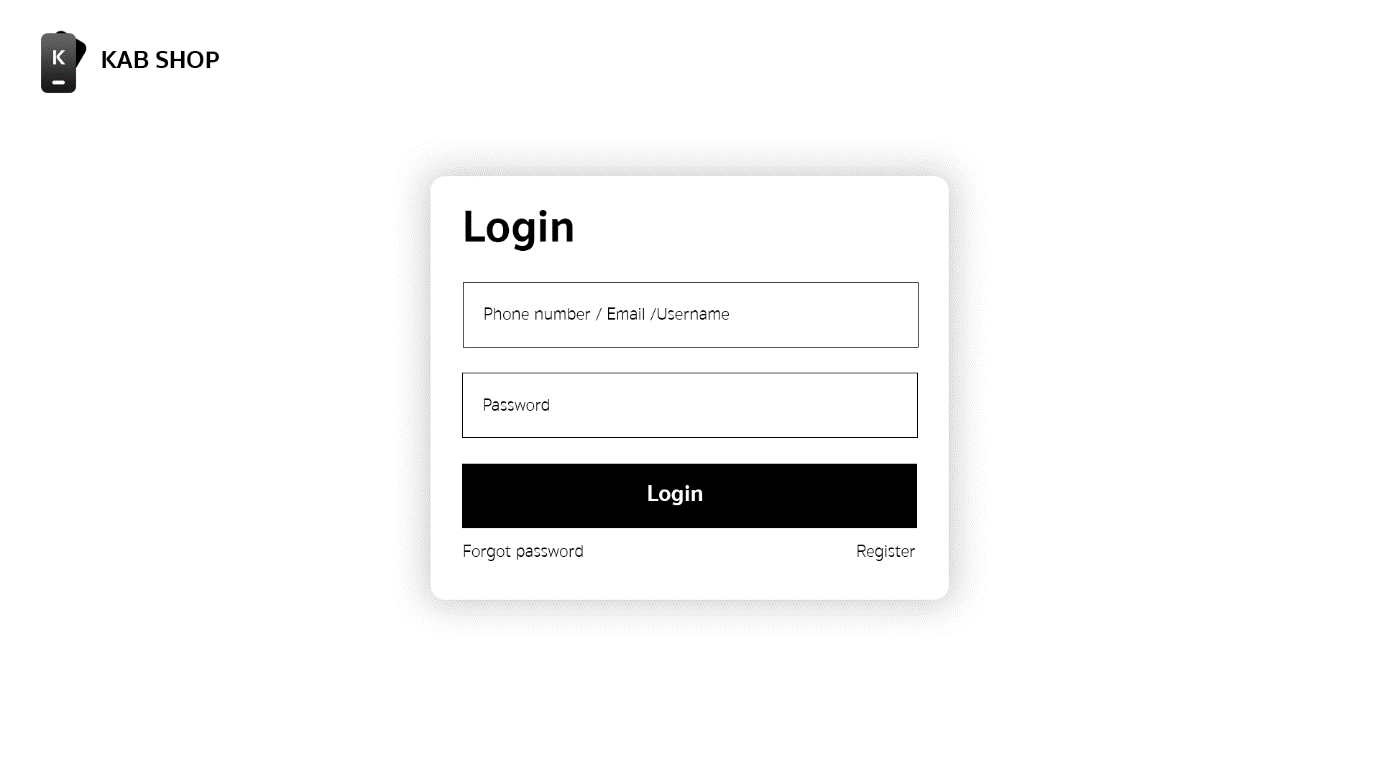 K
KAB SHOP
Login
Phone number / Email /Username
Password
Login
Forgot password
Register